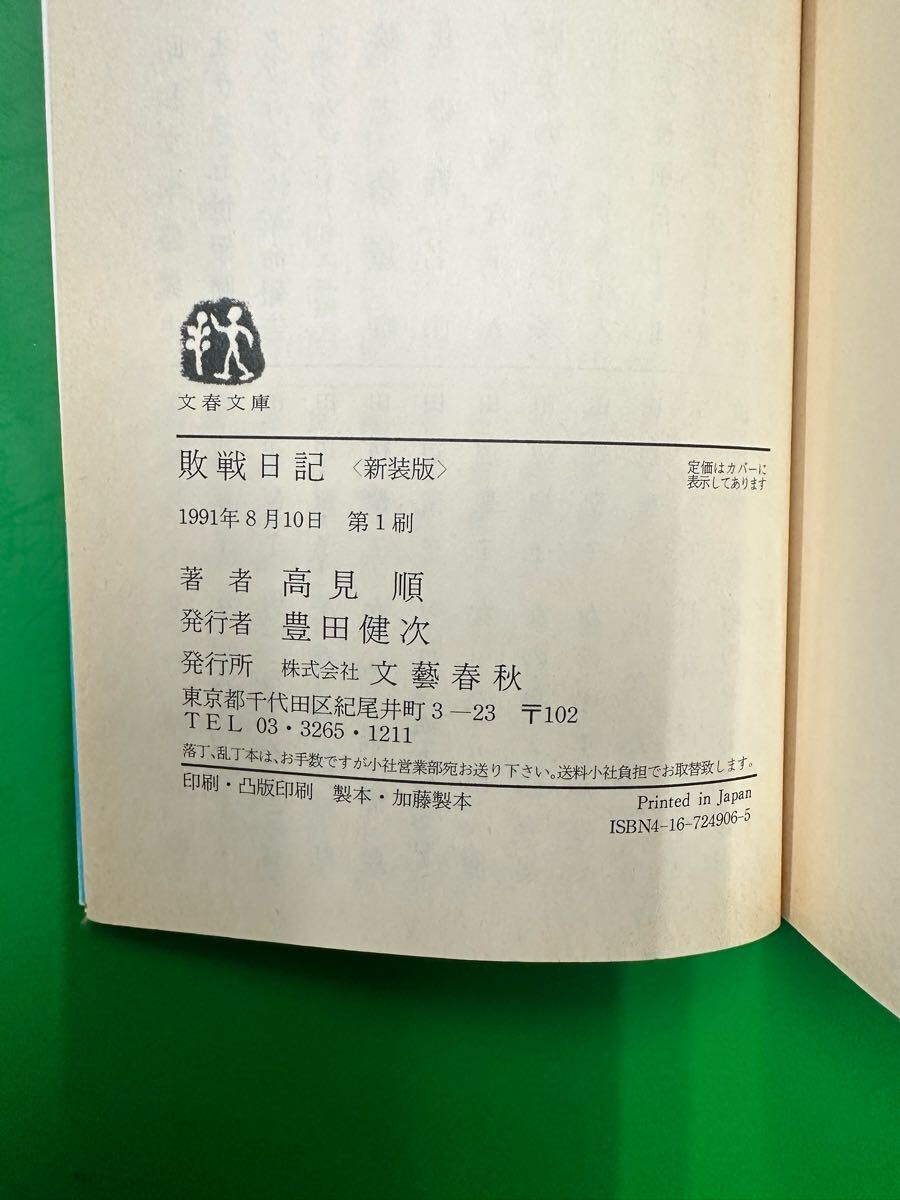 文春文庫
敗戦日記〈新装版〉
定価はカバーに
表示してあります
1991年8月10日 第1刷
著者 高見順
発行者 豊田健次
発行所 株式会社 文藝春秋
東京都千代田区紀尾井町3―23 〒102
TEL 03・3265・1211
落丁、乱丁本は、お手数ですが小社営業部宛お送り下さい。送料小社負担でお取替致します。
印刷・凸版印刷 製本・加藤製本
Printed in Japan
ISBN4-16-724906-5